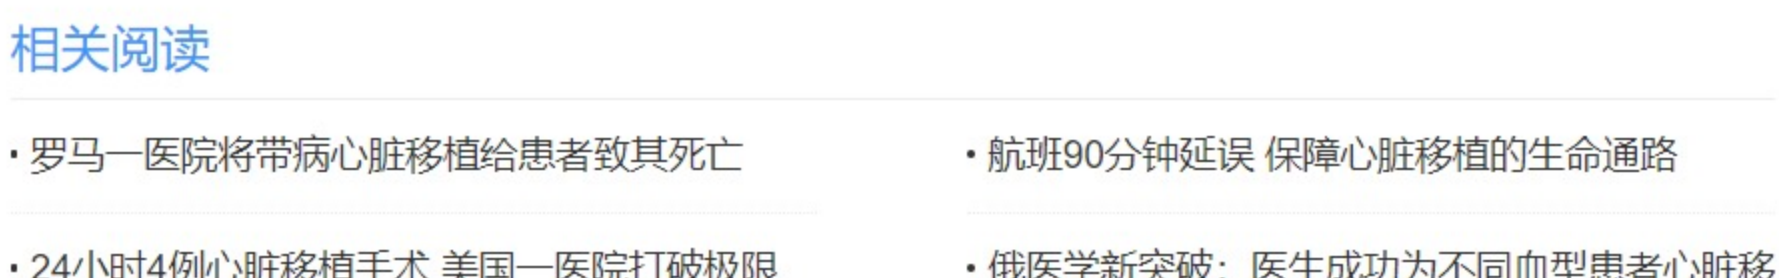 相关阅读
· 罗马一医院将带病心脏移植给患者致其死亡
· 航班90分钟延误 保障心脏移植的生命通路
· 24小时4例心脏移植手术 美国一医院打破极限
· 俄医学新突破：医生成功为不同血型患者心脏移